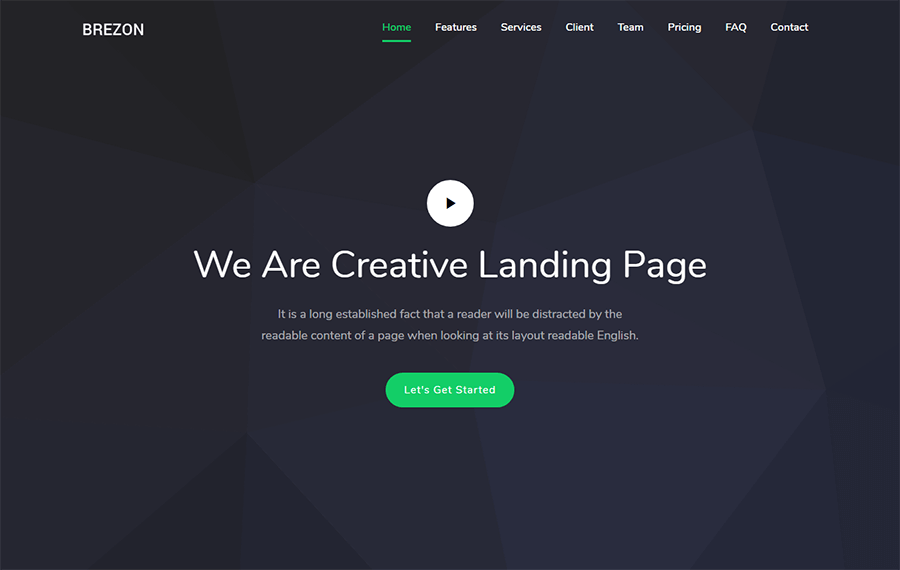 BREZON
Home Features Services Client Team Pricing FAQ Contact
We Are Creative Landing Page
It is a long established fact that a reader will be distracted by the
readable content of a page when looking at its layout readable English.
Let's Get Started